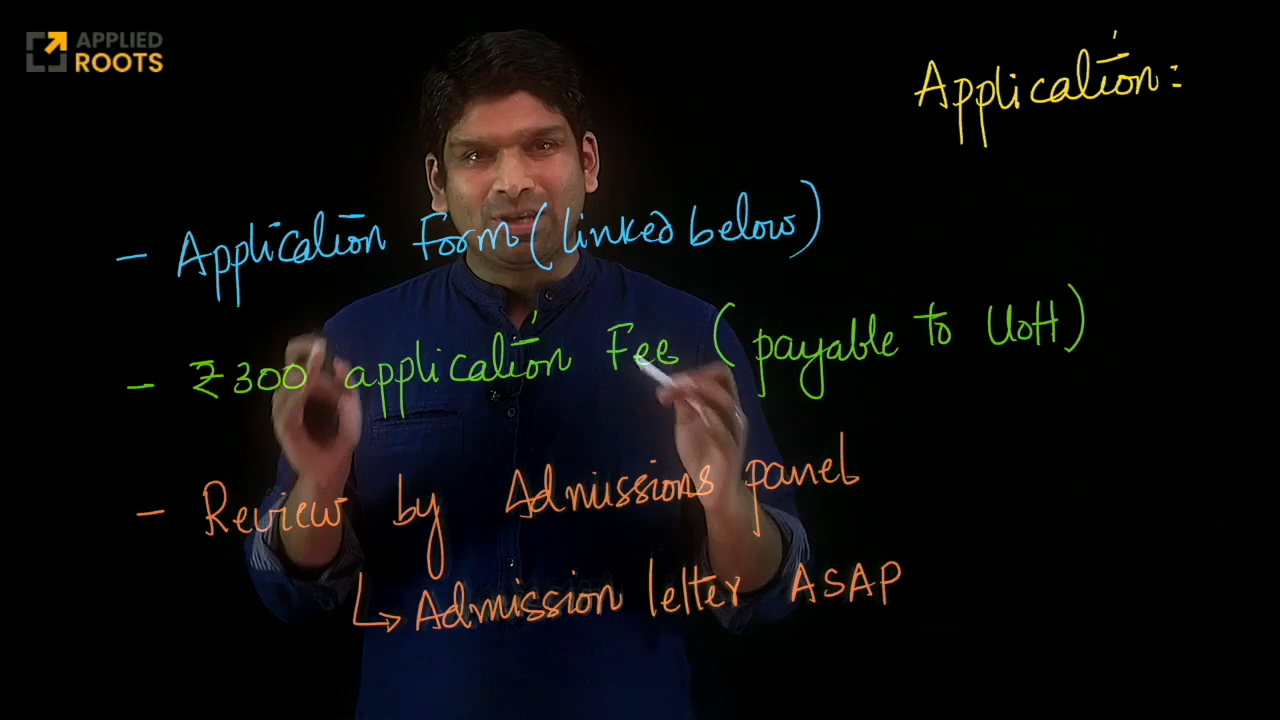 APPLIED
ROOTS
Application:
- Application Form (linked below)
- ₹300 application Fee (payable to UoH)
- Review by Admissions panel
↳ Admission letter ASAP